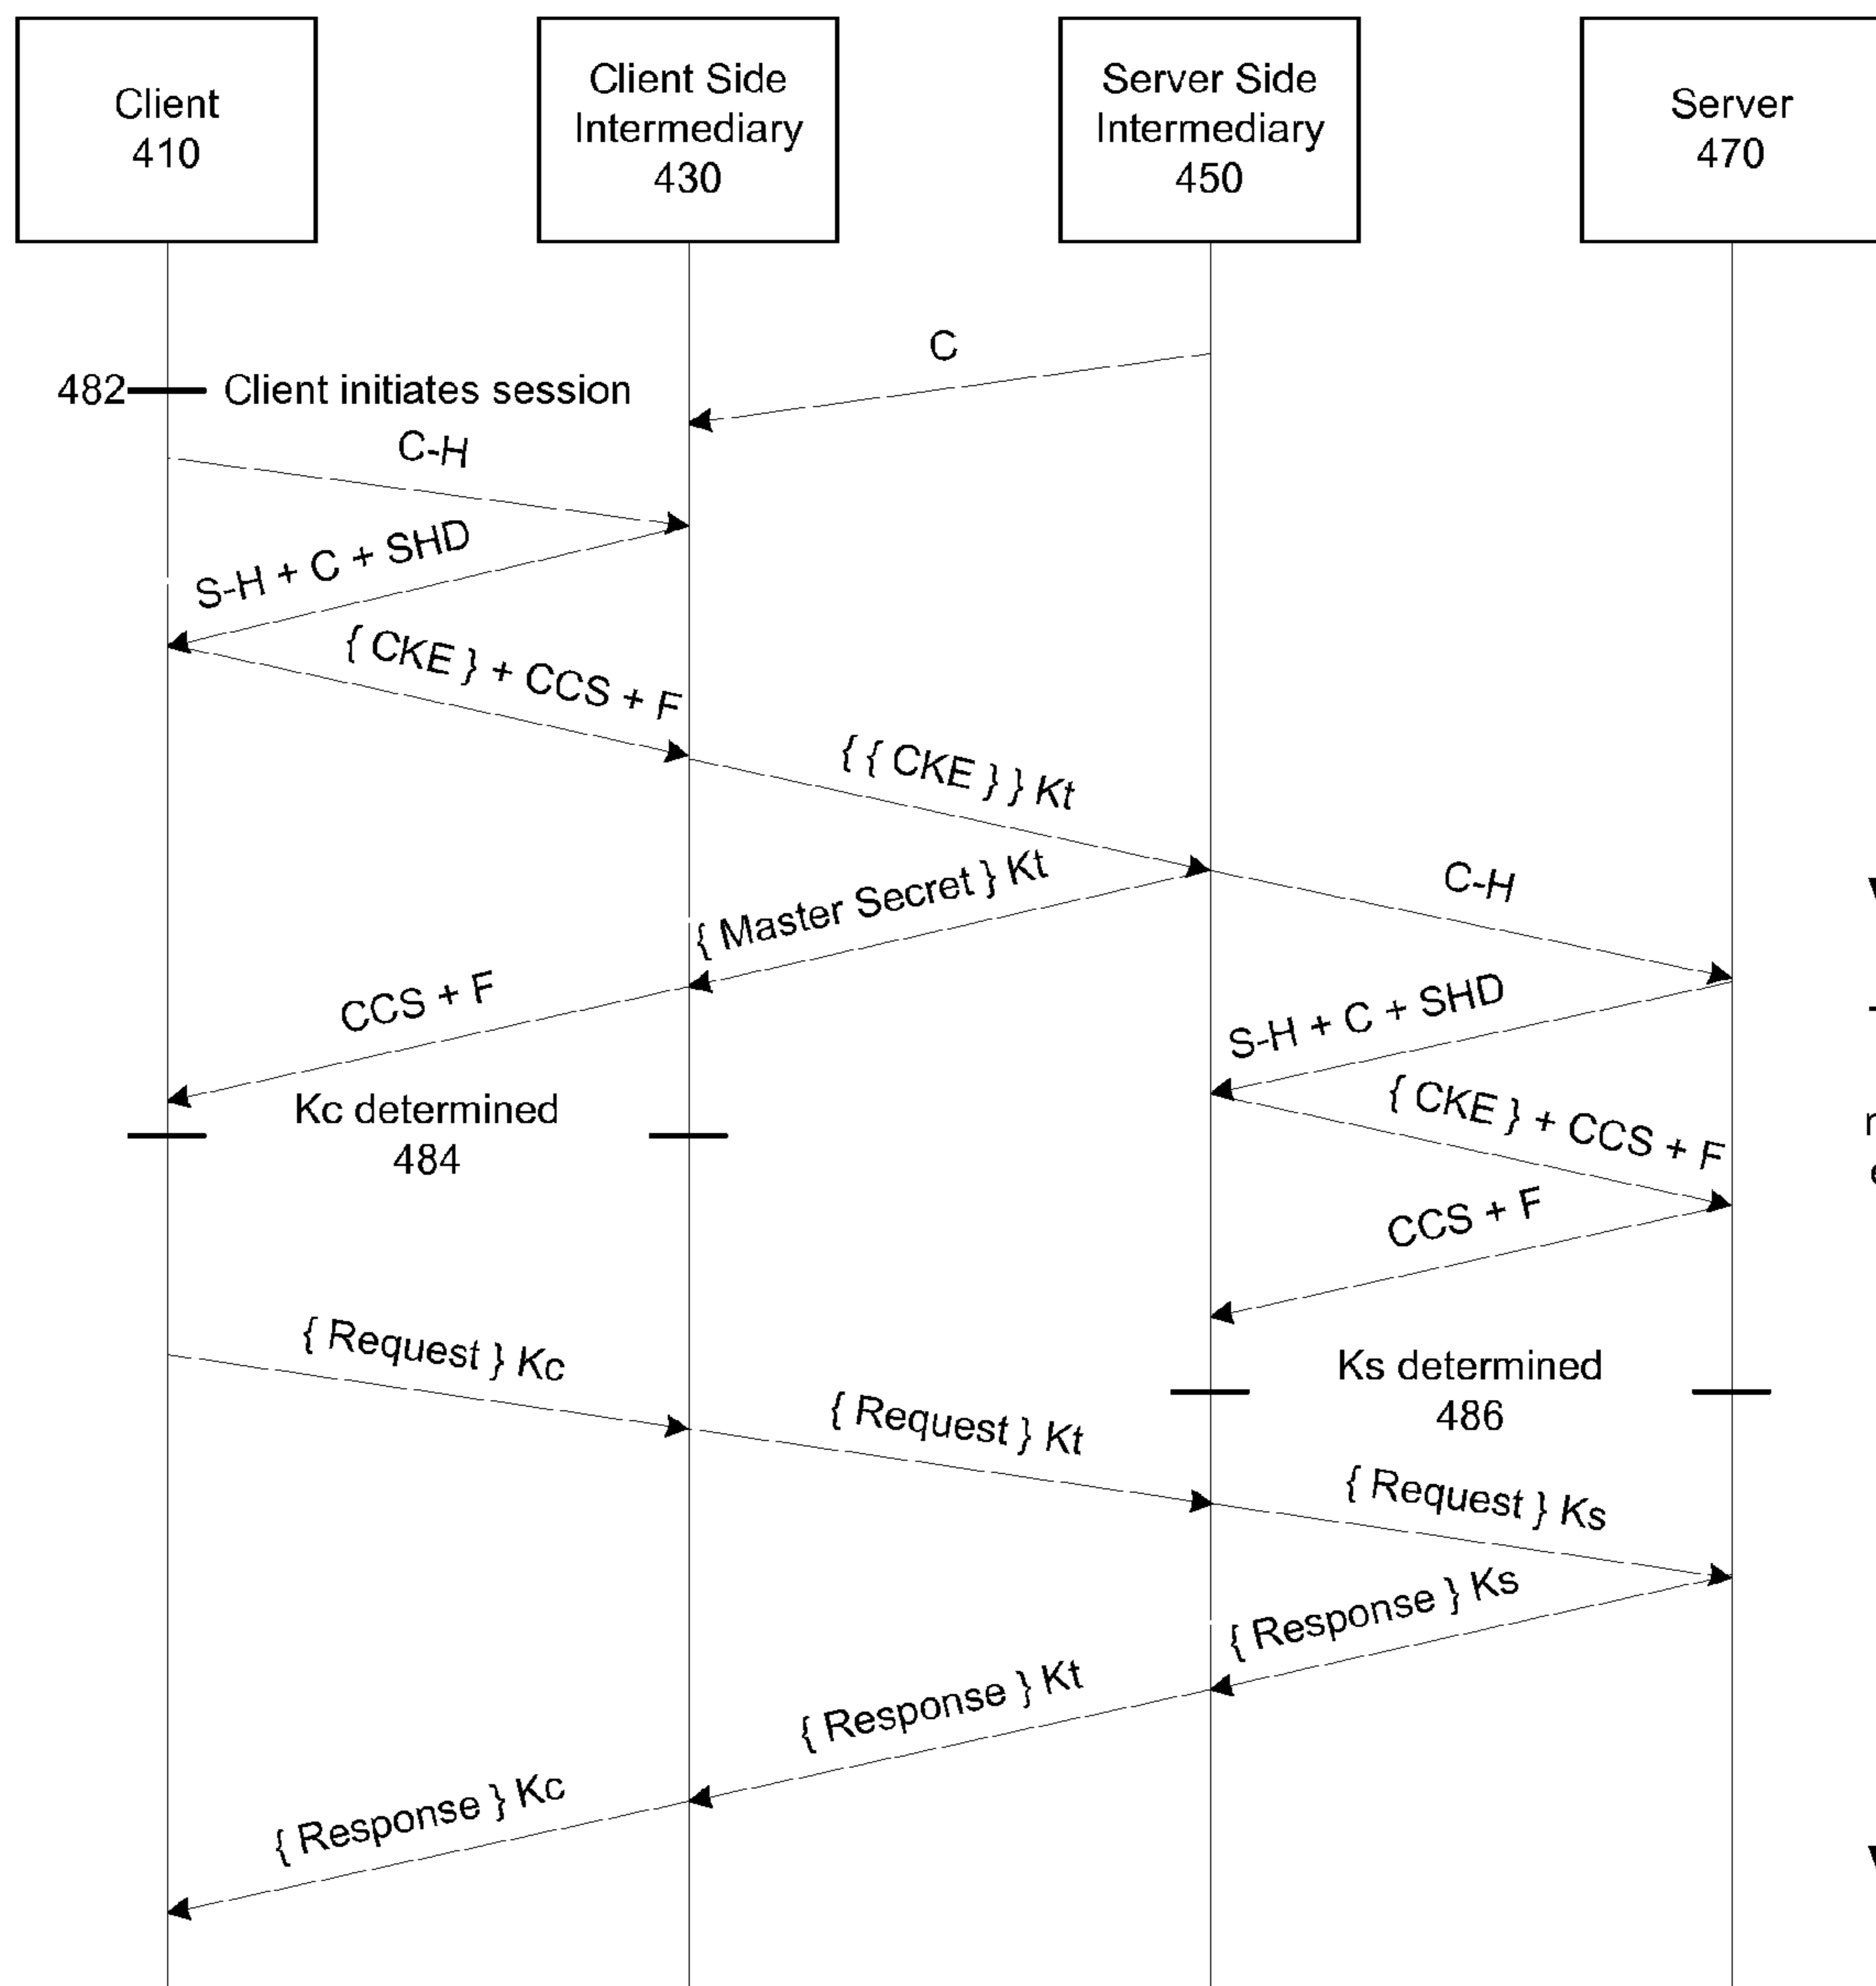 Client
410
Client Side
Intermediary
430
Server Side
Intermediary
450
Server
470
C
482
Client initiates session
C-H
S-H + C + SHD
{ CKE } + CCS + F
{ { CKE } } Kt
{ Master Secret } Kt
C-H
CCS + F
S-H + C + SHD
{ CKE } + CCS + F
Kc determined
484
CCS + F
{ Request } Kc
Ks determined
486
{ Request } Kt
{ Request } Ks
{ Response } Ks
{ Response } Kt
{ Response } Kc